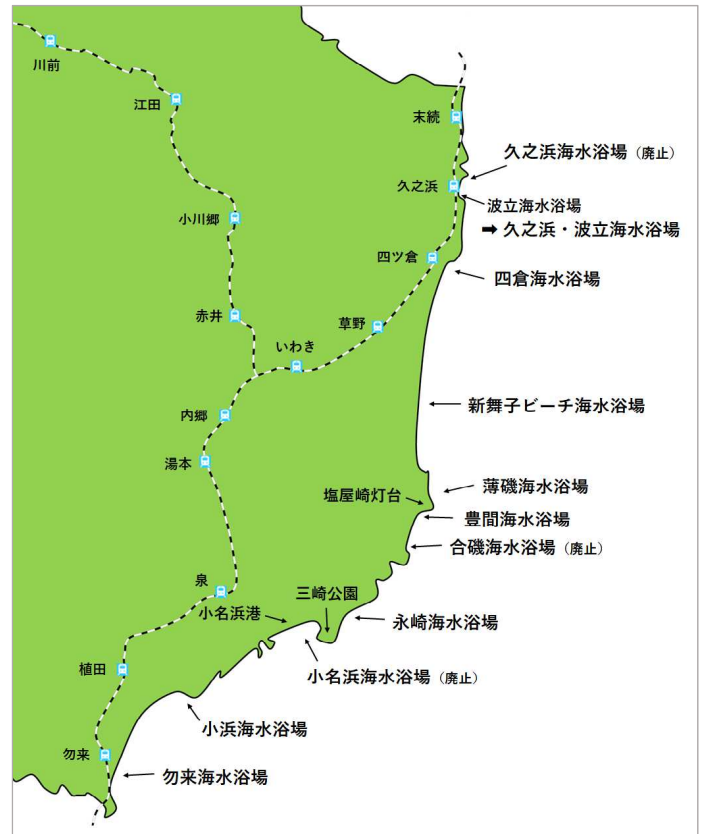 川前
江田
末続
久之浜海水浴場（廃止）
久之浜
波立海水浴場
➡ 久之浜・波立海水浴場
小川郷
四ツ倉
四倉海水浴場
赤井
草野
いわき
新舞子ビーチ海水浴場
内郷
湯本
薄磯海水浴場
塩屋崎灯台
豊間海水浴場
合磯海水浴場（廃止）
泉
三崎公園
小名浜港
永崎海水浴場
植田
小名浜海水浴場（廃止）
小浜海水浴場
勿来
勿来海水浴場